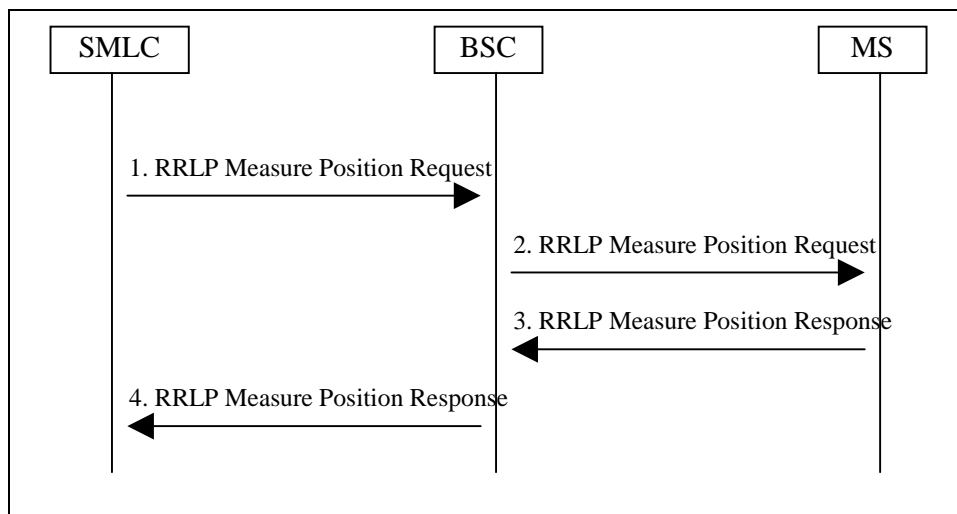 SMLC
BSC
MS
1. RRLP Measure Position Request
2. RRLP Measure Position Request
3. RRLP Measure Position Response
4. RRLP Measure Position Response